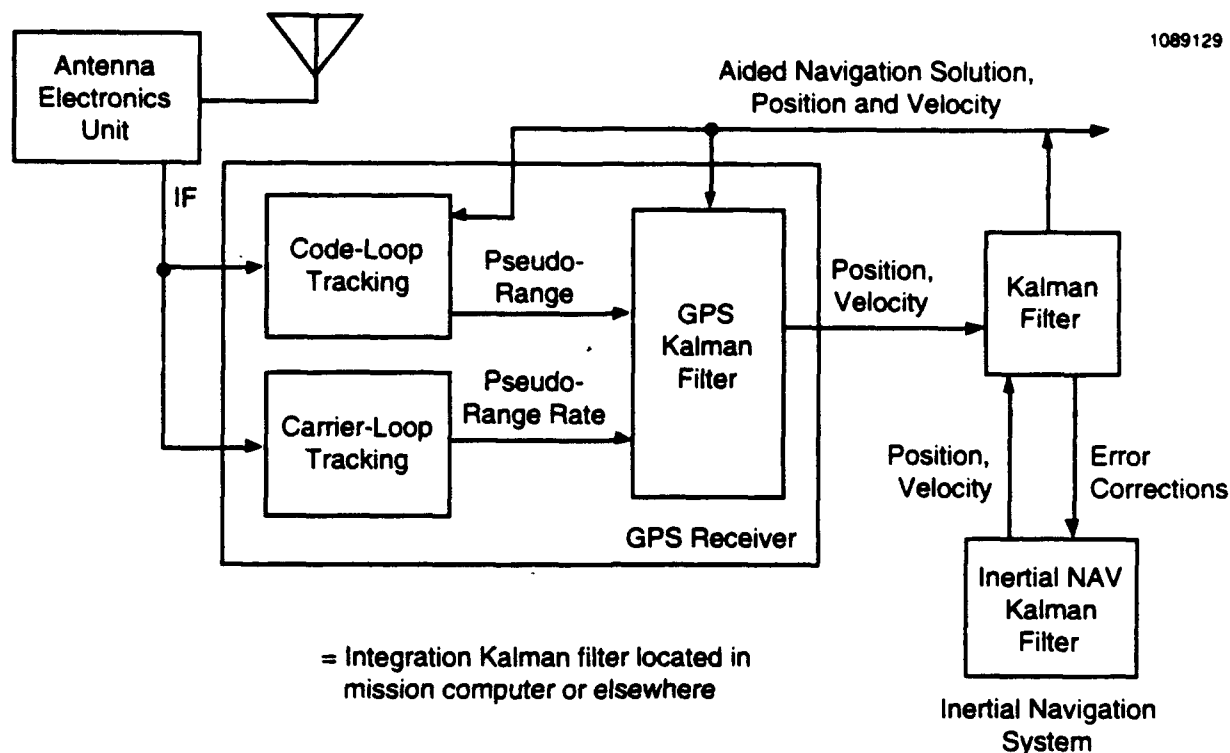 1089129
Antenna
Electronics
Unit
Aided Navigation Solution,
Position and Velocity
IF
Code-Loop
Tracking
Pseudo-
Range
GPS
Kalman
Filter
Position,
Velocity
Kalman
Filter
Carrier-Loop
Tracking
Pseudo-
Range Rate
GPS Receiver
Position,
Velocity
Error
Corrections
Inertial NAV
Kalman
Filter
= Integration Kalman filter located in
mission computer or elsewhere
Inertial Navigation
System